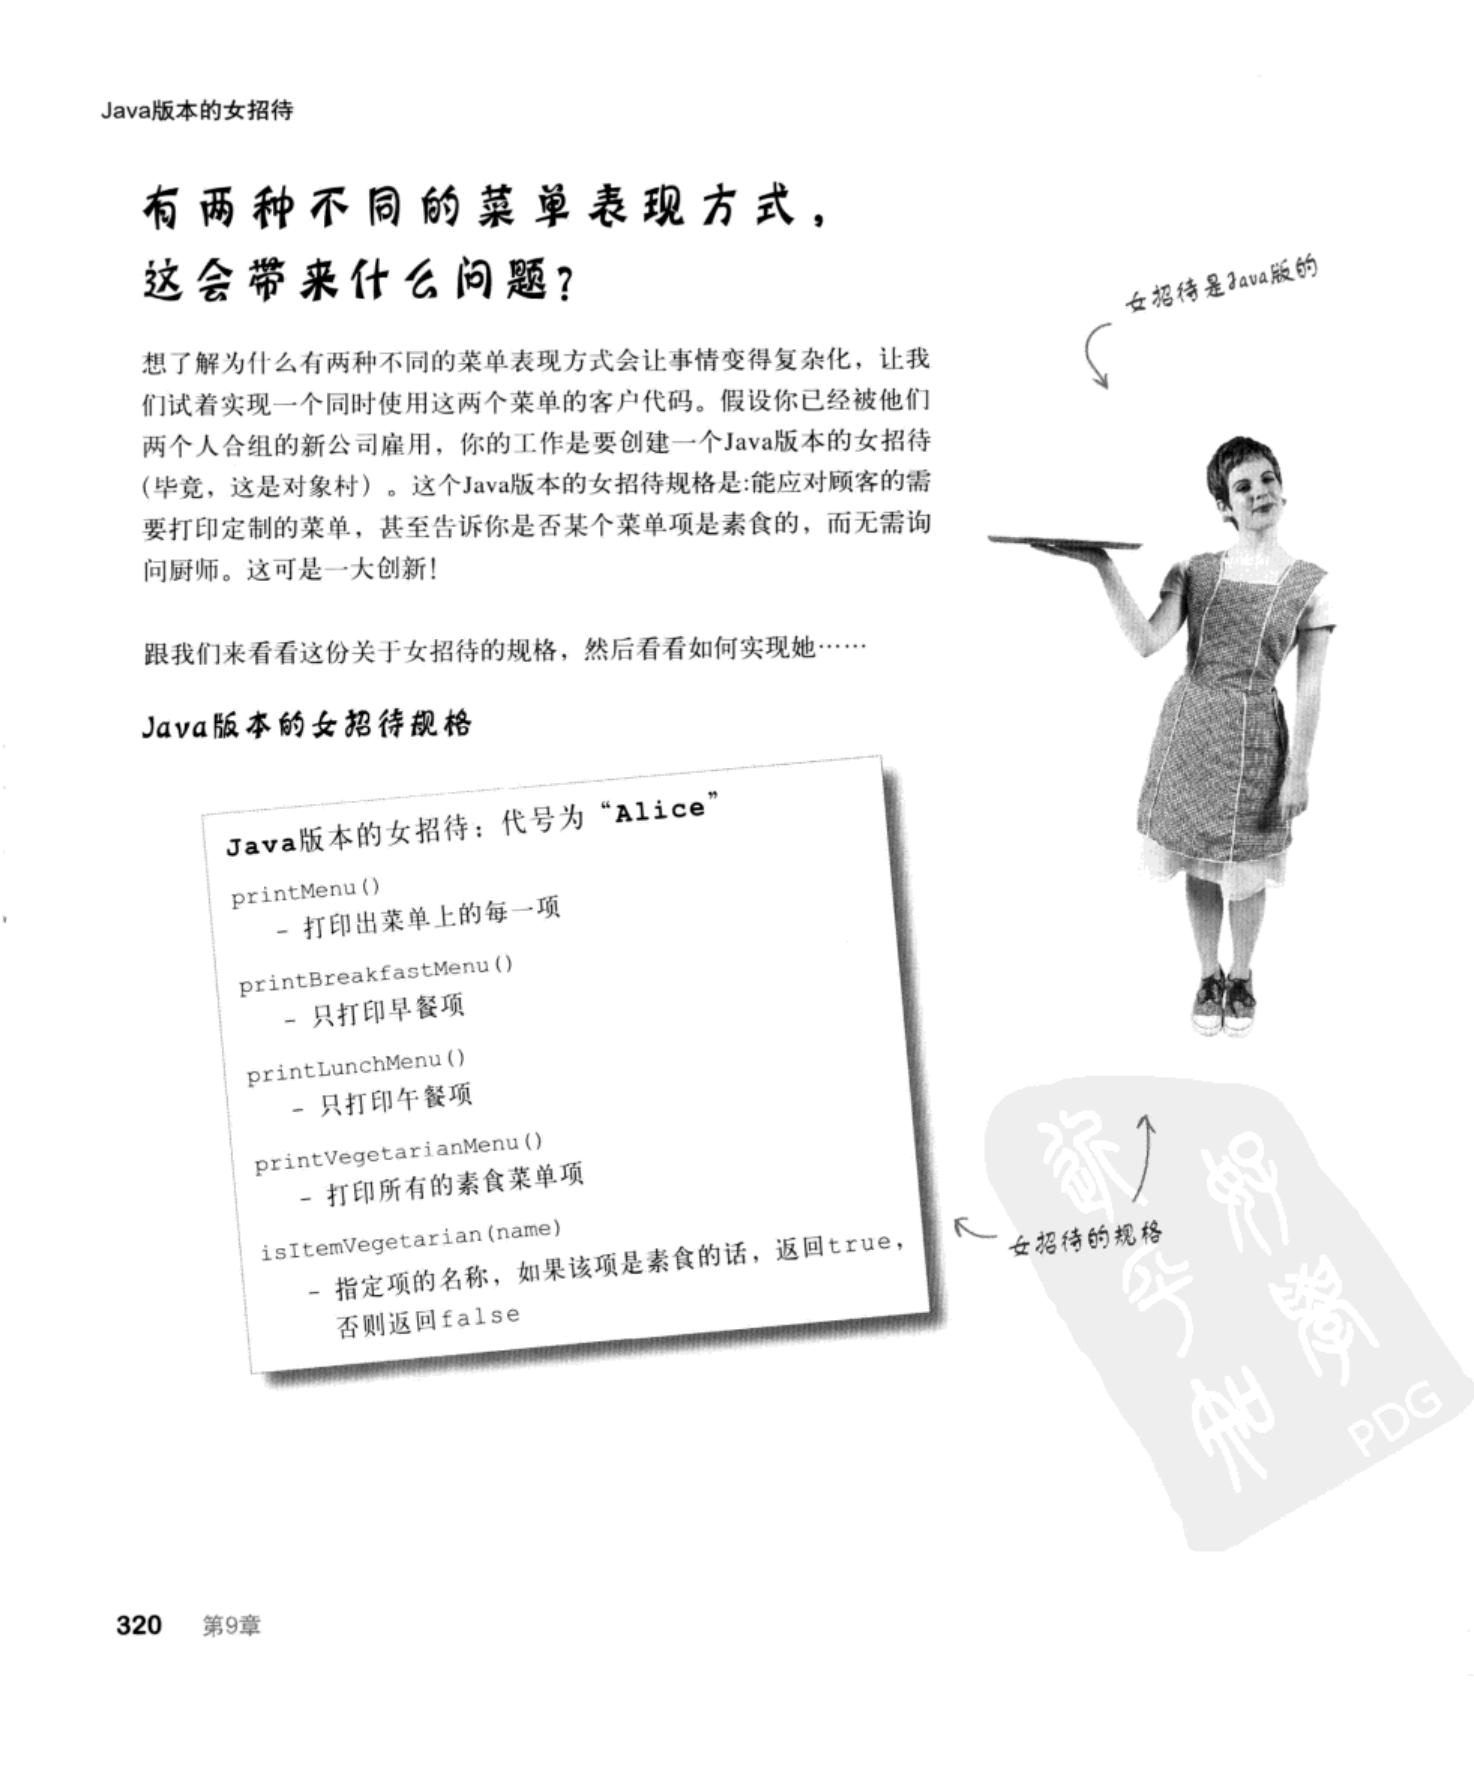 Java版本的女招待
有两种不同的菜单表现方式，
这会带来什么问题？
女招待是Java版的
想了解为什么有两种不同的菜单表现方式会让事情变得复杂化，让我
们试着实现一个同时使用这两个菜单的客户代码。假设你已经被他们
两个人合组的新公司雇用，你的工作是要创建一个Java版本的女招待
（毕竟，这是对象村）。这个Java版本的女招待规格是:能应对顾客的需
要打印定制的菜单，甚至告诉你是否某个菜单项是素食的，而无需询
问厨师。这可是一大创新！
跟我们来看看这份关于女招待的规格，然后看看如何实现她……
Java版本的女招待规格
Java版本的女招待：代号为“Alice”
printMenu()
– 打印出菜单上的每一项
printBreakfastMenu()
– 只打印早餐项
printLunchMenu()
– 只打印午餐项
printVegetarianMenu()
– 打印所有的素食菜单项
isItemVegetarian(name)
– 指定项的名称，如果该项是素食的话，返回true，
否则返回false
女招待的规格
PDG
320 第9章